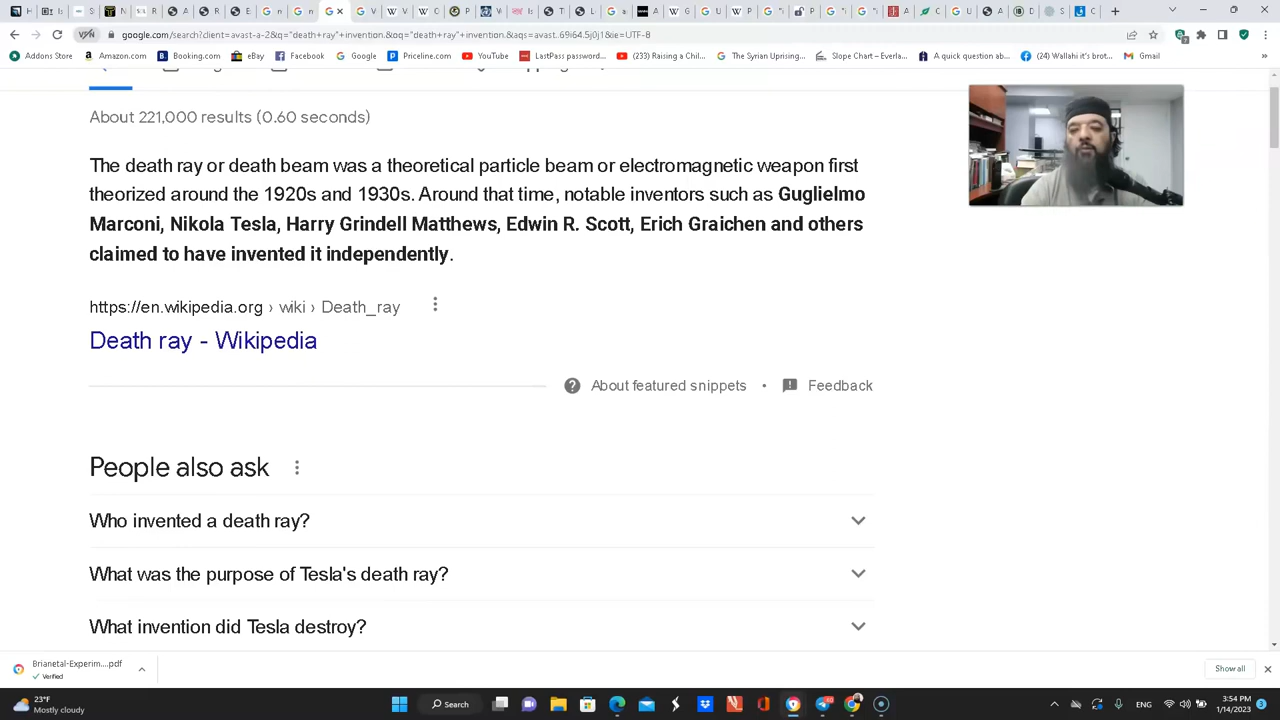 google.com/search?client=avast-a-2&q="death+ray"+invention.&oq="death+ray"+invention.&aqs=avast.69i64.5j0j1&ie=UTF-8
Addons Store Amazon.com Booking.com eBay Facebook Google Priceline.com YouTube LastPass password... (233) Raising a Chil... The Syrian Uprising... Slope Chart – Everla... A quick question ab... (24) Wallahi it's brot... Gmail »
About 221,000 results (0.60 seconds)
The death ray or death beam was a theoretical particle beam or electromagnetic weapon first
theorized around the 1920s and 1930s. Around that time, notable inventors such as Guglielmo
Marconi, Nikola Tesla, Harry Grindell Matthews, Edwin R. Scott, Erich Graichen and others
claimed to have invented it independently.
https://en.wikipedia.org › wiki › Death_ray
Death ray - Wikipedia
About featured snippets • Feedback
People also ask
Who invented a death ray?
What was the purpose of Tesla's death ray?
What invention did Tesla destroy?
Brianetal-Experim....pdf
Verified
Show all
23°F
Mostly cloudy
Search
ENG
3:54 PM
1/14/2023